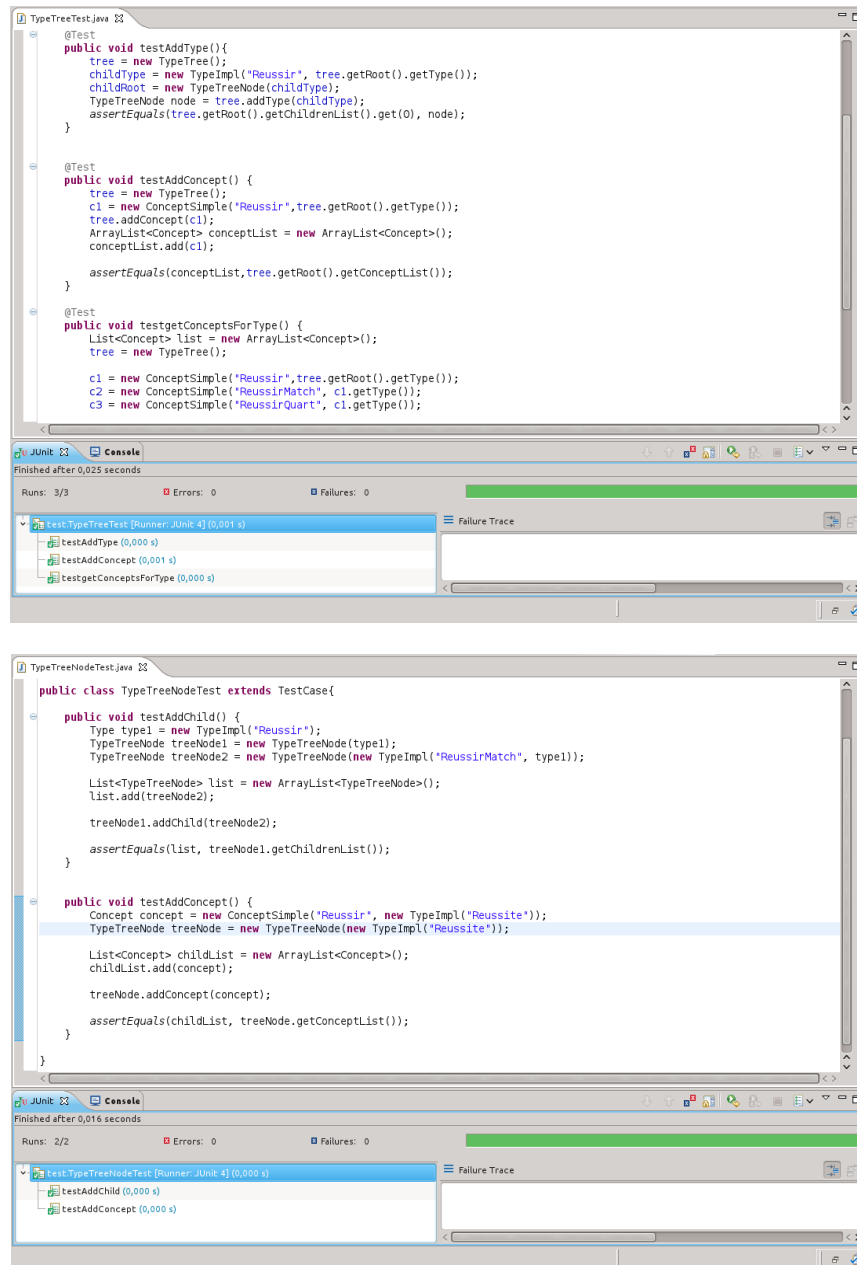 TypeTreeTest.java
@Test
public void testAddType(){
tree = new TypeTree();
childType = new TypeImpl("Reussir", tree.getRoot().getType());
childRoot = new TypeTreeNode(childType);
TypeTreeNode node = tree.addType(childType);
assertEquals(tree.getRoot().getChildrenList().get(0), node);
}
@Test
public void testAddConcept() {
tree = new TypeTree();
c1 = new ConceptSimple("Reussir",tree.getRoot().getType());
tree.addConcept(c1);
ArrayList<Concept> conceptList = new ArrayList<Concept>();
conceptList.add(c1);
assertEquals(conceptList,tree.getRoot().getConceptList());
}
@Test
public void testgetConceptsForType() {
List<Concept> list = new ArrayList<Concept>();
tree = new TypeTree();
c1 = new ConceptSimple("Reussir",tree.getRoot().getType());
c2 = new ConceptSimple("ReussirMatch", c1.getType());
c3 = new ConceptSimple("ReussirQuart", c1.getType());
JUnit Console
Finished after 0,025 seconds
Runs: 3/3 Errors: 0 Failures: 0
test.TypeTreeTest [Runner: JUnit 4] (0,001 s) Failure Trace
testAddType (0,000 s)
testAddConcept (0,001 s)
testgetConceptsForType (0,000 s)
TypeTreeNodeTest.java
public class TypeTreeNodeTest extends TestCase{
public void testAddChild() {
Type type1 = new TypeImpl("Reussir");
TypeTreeNode treeNode1 = new TypeTreeNode(type1);
TypeTreeNode treeNode2 = new TypeTreeNode(new TypeImpl("ReussirMatch", type1));
List<TypeTreeNode> list = new ArrayList<TypeTreeNode>();
list.add(treeNode2);
treeNode1.addChild(treeNode2);
assertEquals(list, treeNode1.getChildrenList());
}
public void testAddConcept() {
Concept concept = new ConceptSimple("Reussir", new TypeImpl("Reussite"));
TypeTreeNode treeNode = new TypeTreeNode(new TypeImpl("Reussite"));
List<Concept> childList = new ArrayList<Concept>();
childList.add(concept);
treeNode.addConcept(concept);
assertEquals(childList, treeNode.getConceptList());
}
}
JUnit Console
Finished after 0,016 seconds
Runs: 2/2 Errors: 0 Failures: 0
test.TypeTreeNodeTest [Runner: JUnit 4] (0,000 s) Failure Trace
testAddChild (0,000 s)
testAddConcept (0,000 s)